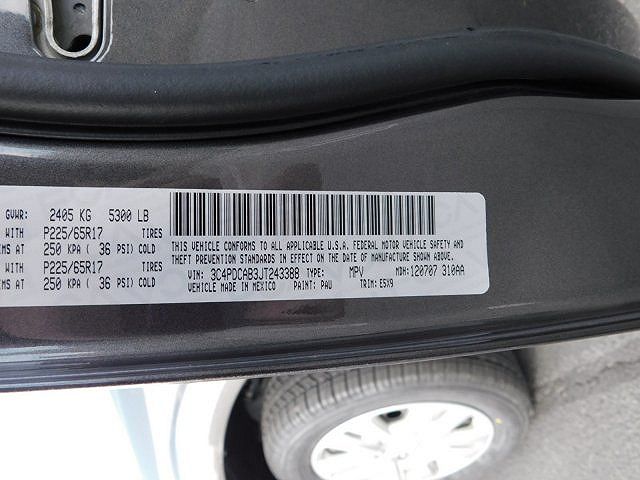 GVWR: 2405 KG 5300 LB
WITH P225/65R17 TIRES
IMS AT 250 KPA ( 36 PSI) COLD
WITH P225/65R17 TIRES
IMS AT 250 KPA ( 36 PSI) COLD
THIS VEHICLE CONFORMS TO ALL APPLICABLE U.S.A. FEDERAL MOTOR VEHICLE SAFETY AND
THEFT PREVENTION STANDARDS IN EFFECT ON THE DATE OF MANUFACTURE SHOWN ABOVE.
VIN: 3C4PDCAB3JT243388 TYPE: MPV MDH: 120707 310AA
VEHICLE MADE IN MEXICO PAINT: PAU TRIM: E5X9